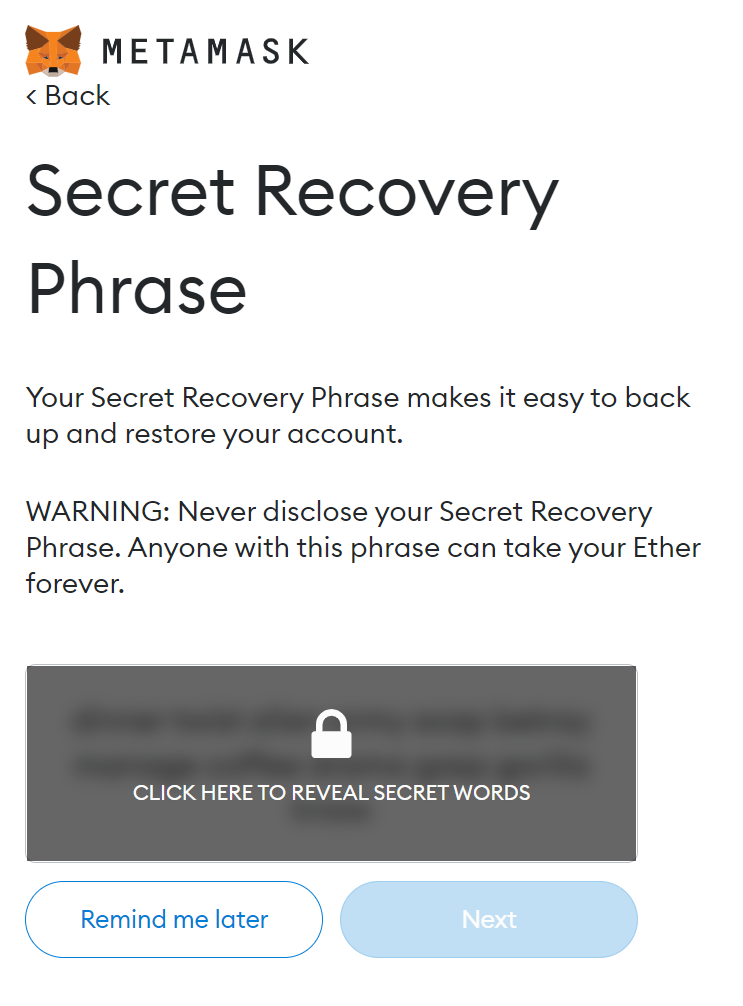 METAMASK
< Back
Secret Recovery
Phrase
Your Secret Recovery Phrase makes it easy to back
up and restore your account.
WARNING: Never disclose your Secret Recovery
Phrase. Anyone with this phrase can take your Ether
forever.
CLICK HERE TO REVEAL SECRET WORDS
Remind me later
Next